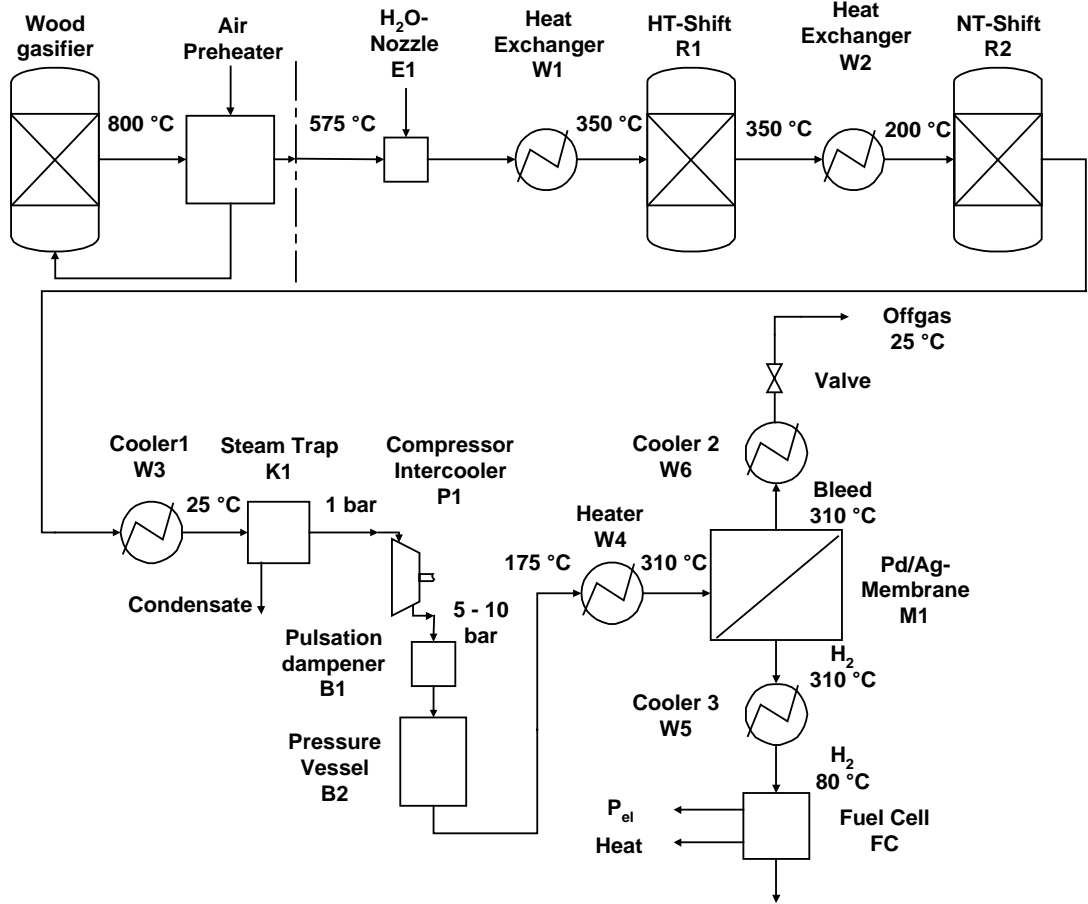 Wood
gasifier
Air
Preheater
H₂O-
Nozzle
E1
Heat
Exchanger
W1
HT-Shift
R1
Heat
Exchanger
W2
NT-Shift
R2
800 °C
575 °C
350 °C
350 °C
200 °C
Offgas
25 °C
Valve
Cooler1
W3
Steam Trap
K1
Compressor
Intercooler
P1
Cooler 2
W6
25 °C
1 bar
Bleed
310 °C
Heater
W4
175 °C
310 °C
Pd/Ag-
Membrane
M1
Condensate
5 - 10
bar
Pulsation
dampener
B1
H₂
310 °C
Cooler 3
W5
Pressure
Vessel
B2
H₂
80 °C
Pel
Heat
Fuel Cell
FC